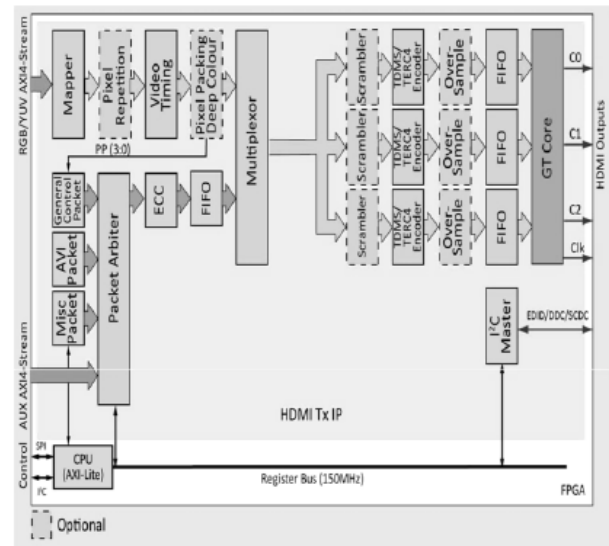 RGB/YUV AXI4-Stream
Mapper
Pixel
Repetition
Video
Timing
Pixel Packing
Deep Colour
Multiplexor
PP (3:0)
General
Control
Packet
AVI
Packet
Misc
Packet
Packet Arbiter
ECC
FIFO
Scrambler
TDMS/
TERC4
Encoder
Over-
Sample
FIFO
Scrambler
TDMS/
TERC4
Encoder
Over-
Sample
FIFO
Scrambler
TDMS/
TERC4
Encoder
Over-
Sample
FIFO
GT Core
C0
C1
C2
Clk
HDMI Outputs
I²C
Master
EDID/DDC/SCDC
AUX AXI4-Stream
HDMI Tx IP
Control
SPI
I²C
CPU
(AXI-Lite)
Register Bus (150MHz)
FPGA
Optional